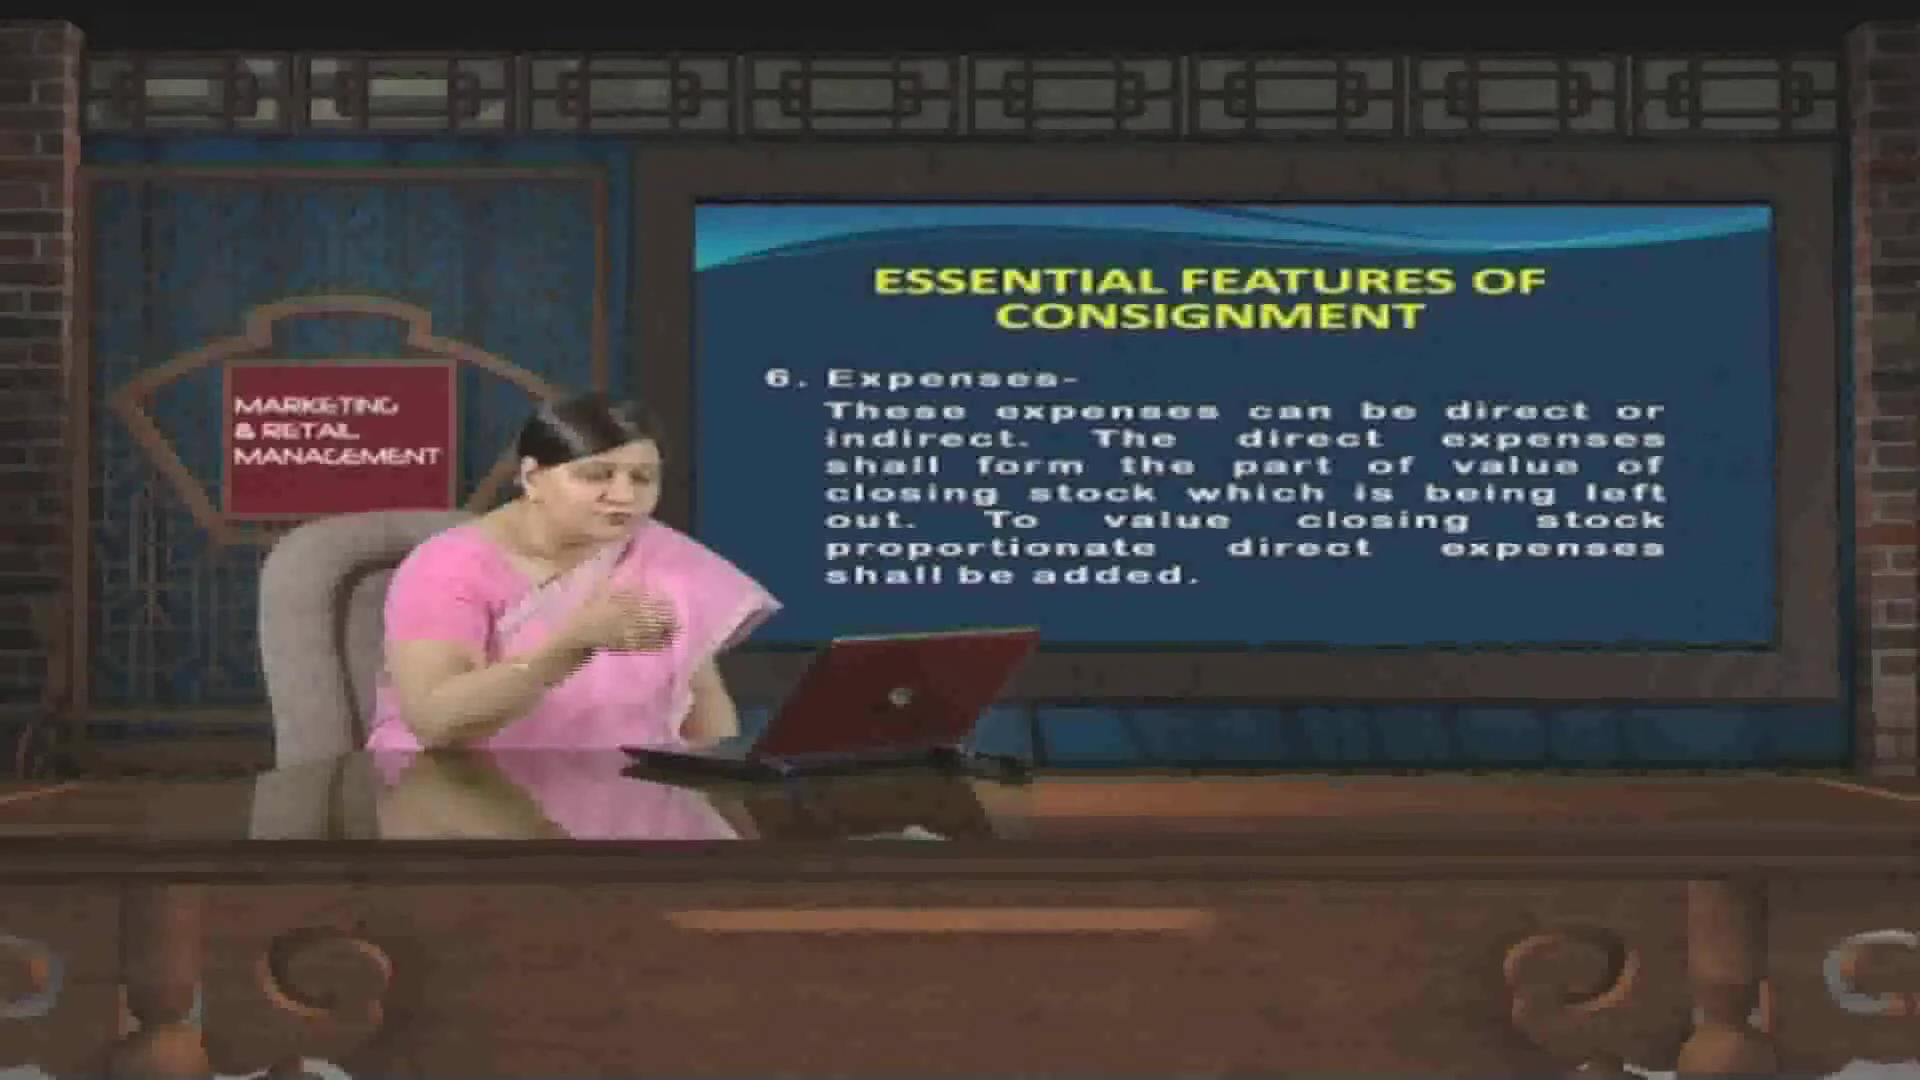 MARKETING
& RETAIL
MANAGEMENT
ESSENTIAL FEATURES OF
CONSIGNMENT
6. Expenses-
These expenses can be direct or
indirect. The direct expenses
shall form the part of value of
closing stock which is being left
out. To value closing stock
proportionate direct expenses
shall be added.